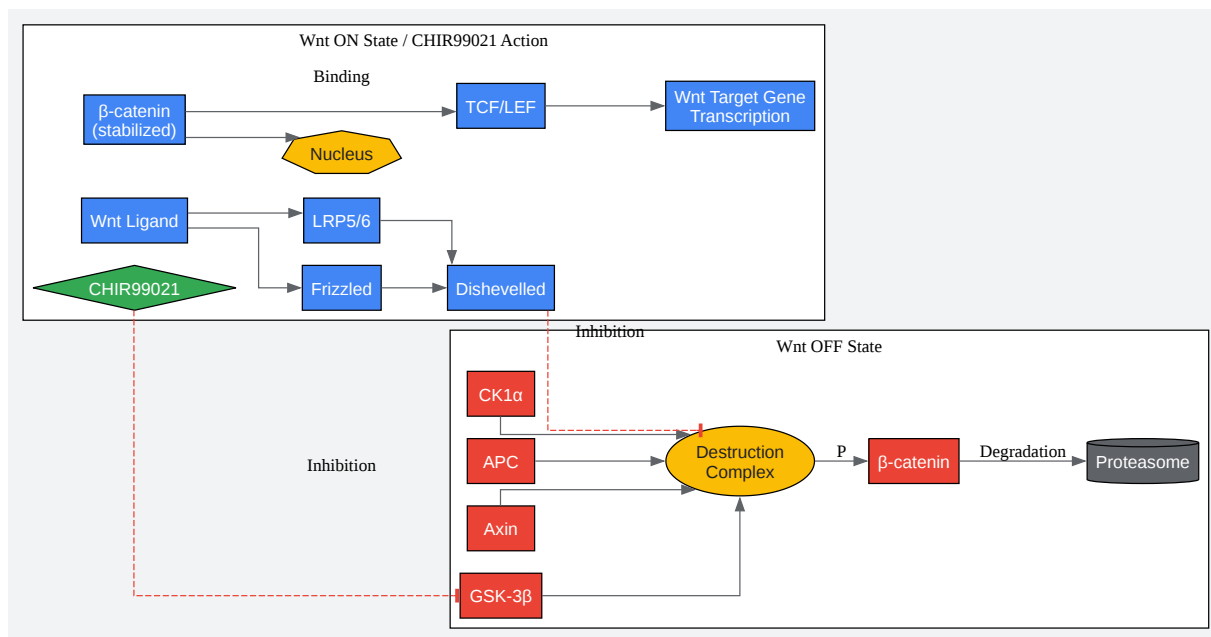 Wnt ON State / CHIR99021 Action
Binding
β-catenin
(stabilized)
TCF/LEF
Wnt Target Gene
Transcription
Nucleus
Wnt Ligand
LRP5/6
CHIR99021
Frizzled
Dishevelled
Inhibition
Wnt OFF State
CK1α
APC
Destruction
Complex
P
β-catenin
Degradation
Proteasome
Inhibition
Axin
GSK-3β